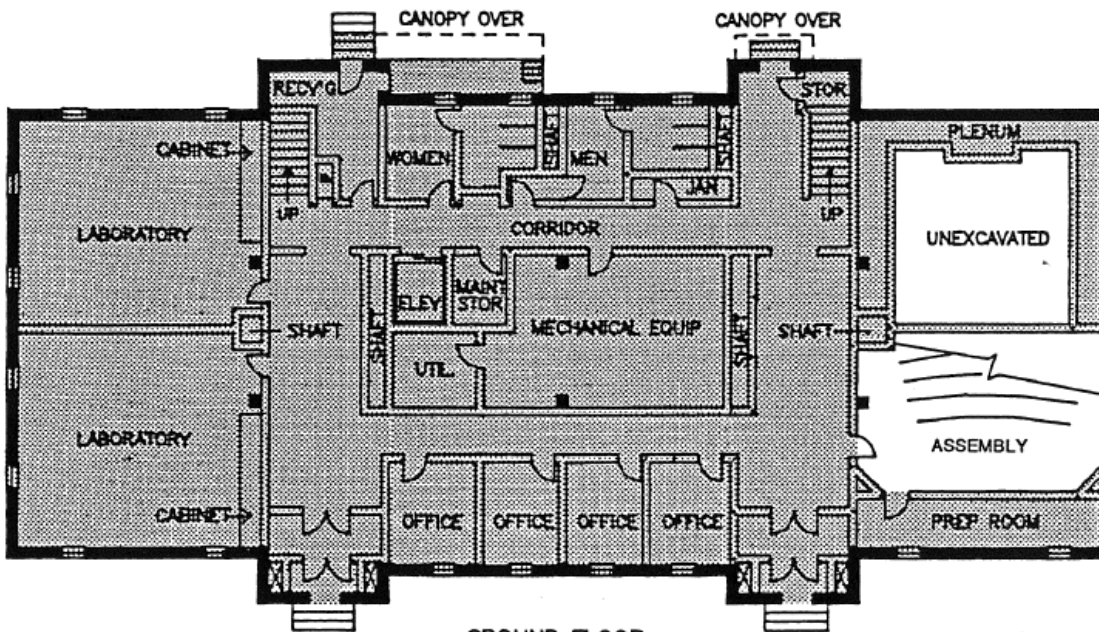 CANOPY OVER
CANOPY OVER
RECV'G
STOR
PLENUM
CABINET
WOMEN
SHAFT
MEN
SHAFT
JAN
UP
UP
LABORATORY
CORRIDOR
UNEXCAVATED
ELEV
MAINT
STOR
SHAFT
SHAFT
MECHANICAL EQUIP
SHAFT
SHAFT
UTIL.
LABORATORY
ASSEMBLY
CABINET
OFFICE
OFFICE
OFFICE
OFFICE
PREP ROOM